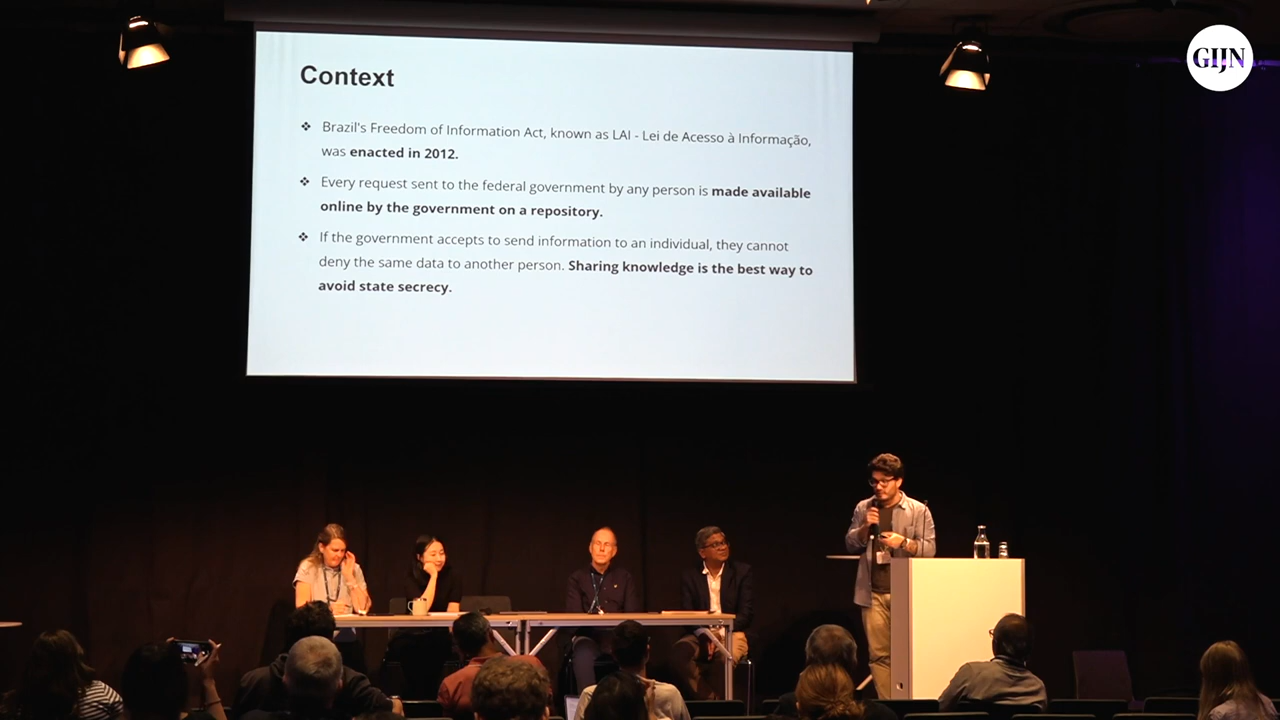 GIJN
Context
❖ Brazil's Freedom of Information Act, known as LAI - Lei de Acesso à Informação,
was enacted in 2012.
❖ Every request sent to the federal government by any person is made available
online by the government on a repository.
❖ If the government accepts to send information to an individual, they cannot
deny the same data to another person. Sharing knowledge is the best way to
avoid state secrecy.